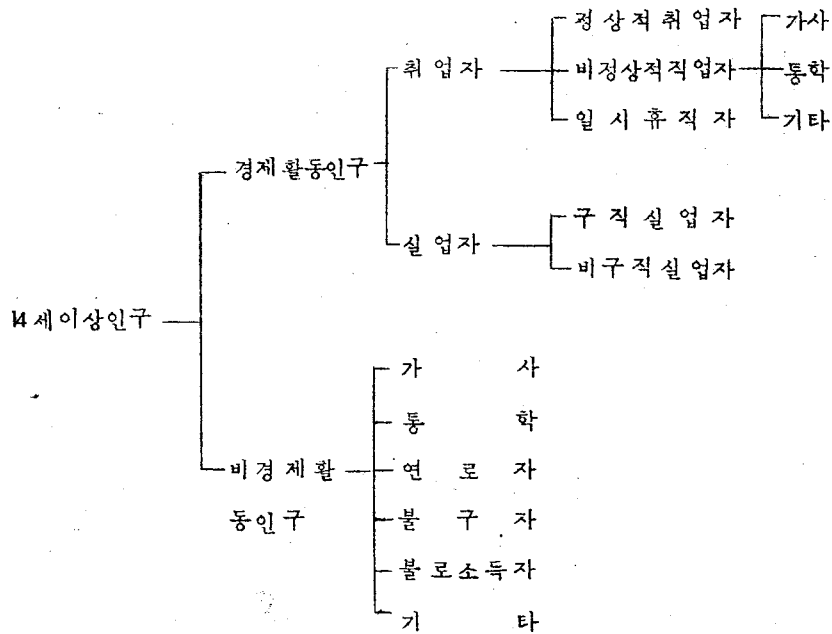 정상적취업자 가사
취업자 비정상적직업자 통학
일시휴직자 기타
경제활동인구
구직실업자
실업자
비구직실업자
14세이상인구
가 사
통 학
비경제활 연로자
동인구 불구자
불로소득자
기 타